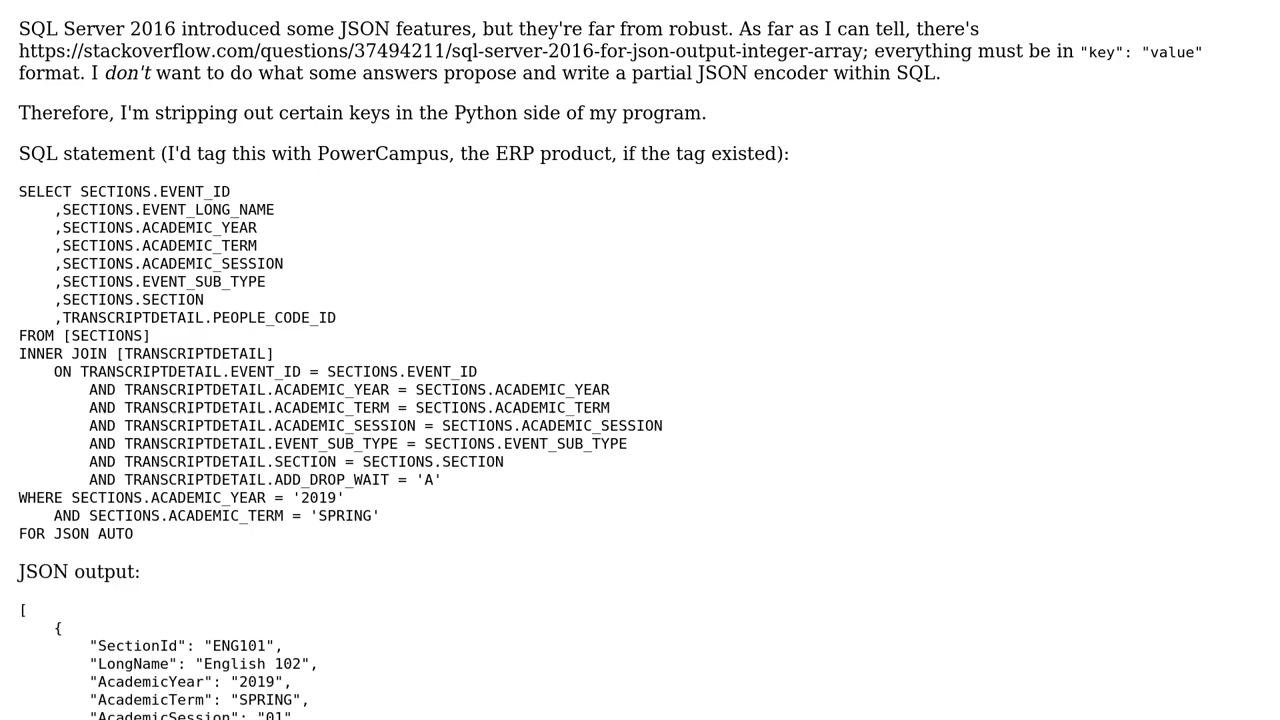 SQL Server 2016 introduced some JSON features, but they're far from robust. As far as I can tell, there's
https://stackoverflow.com/questions/37494211/sql-server-2016-for-json-output-integer-array; everything must be in "key": "value"
format. I don't want to do what some answers propose and write a partial JSON encoder within SQL.
Therefore, I'm stripping out certain keys in the Python side of my program.
SQL statement (I'd tag this with PowerCampus, the ERP product, if the tag existed):
SELECT SECTIONS.EVENT_ID
    ,SECTIONS.EVENT_LONG_NAME
    ,SECTIONS.ACADEMIC_YEAR
    ,SECTIONS.ACADEMIC_TERM
    ,SECTIONS.ACADEMIC_SESSION
    ,SECTIONS.EVENT_SUB_TYPE
    ,SECTIONS.SECTION
    ,TRANSCRIPTDETAIL.PEOPLE_CODE_ID
FROM [SECTIONS]
INNER JOIN [TRANSCRIPTDETAIL]
    ON TRANSCRIPTDETAIL.EVENT_ID = SECTIONS.EVENT_ID
        AND TRANSCRIPTDETAIL.ACADEMIC_YEAR = SECTIONS.ACADEMIC_YEAR
        AND TRANSCRIPTDETAIL.ACADEMIC_TERM = SECTIONS.ACADEMIC_TERM
        AND TRANSCRIPTDETAIL.ACADEMIC_SESSION = SECTIONS.ACADEMIC_SESSION
        AND TRANSCRIPTDETAIL.EVENT_SUB_TYPE = SECTIONS.EVENT_SUB_TYPE
        AND TRANSCRIPTDETAIL.SECTION = SECTIONS.SECTION
        AND TRANSCRIPTDETAIL.ADD_DROP_WAIT = 'A'
WHERE SECTIONS.ACADEMIC_YEAR = '2019'
    AND SECTIONS.ACADEMIC_TERM = 'SPRING'
FOR JSON AUTO
JSON output:
[
    {
        "SectionId": "ENG101",
        "LongName": "English 102",
        "AcademicYear": "2019",
        "AcademicTerm": "SPRING",
        "AcademicSession": "01"